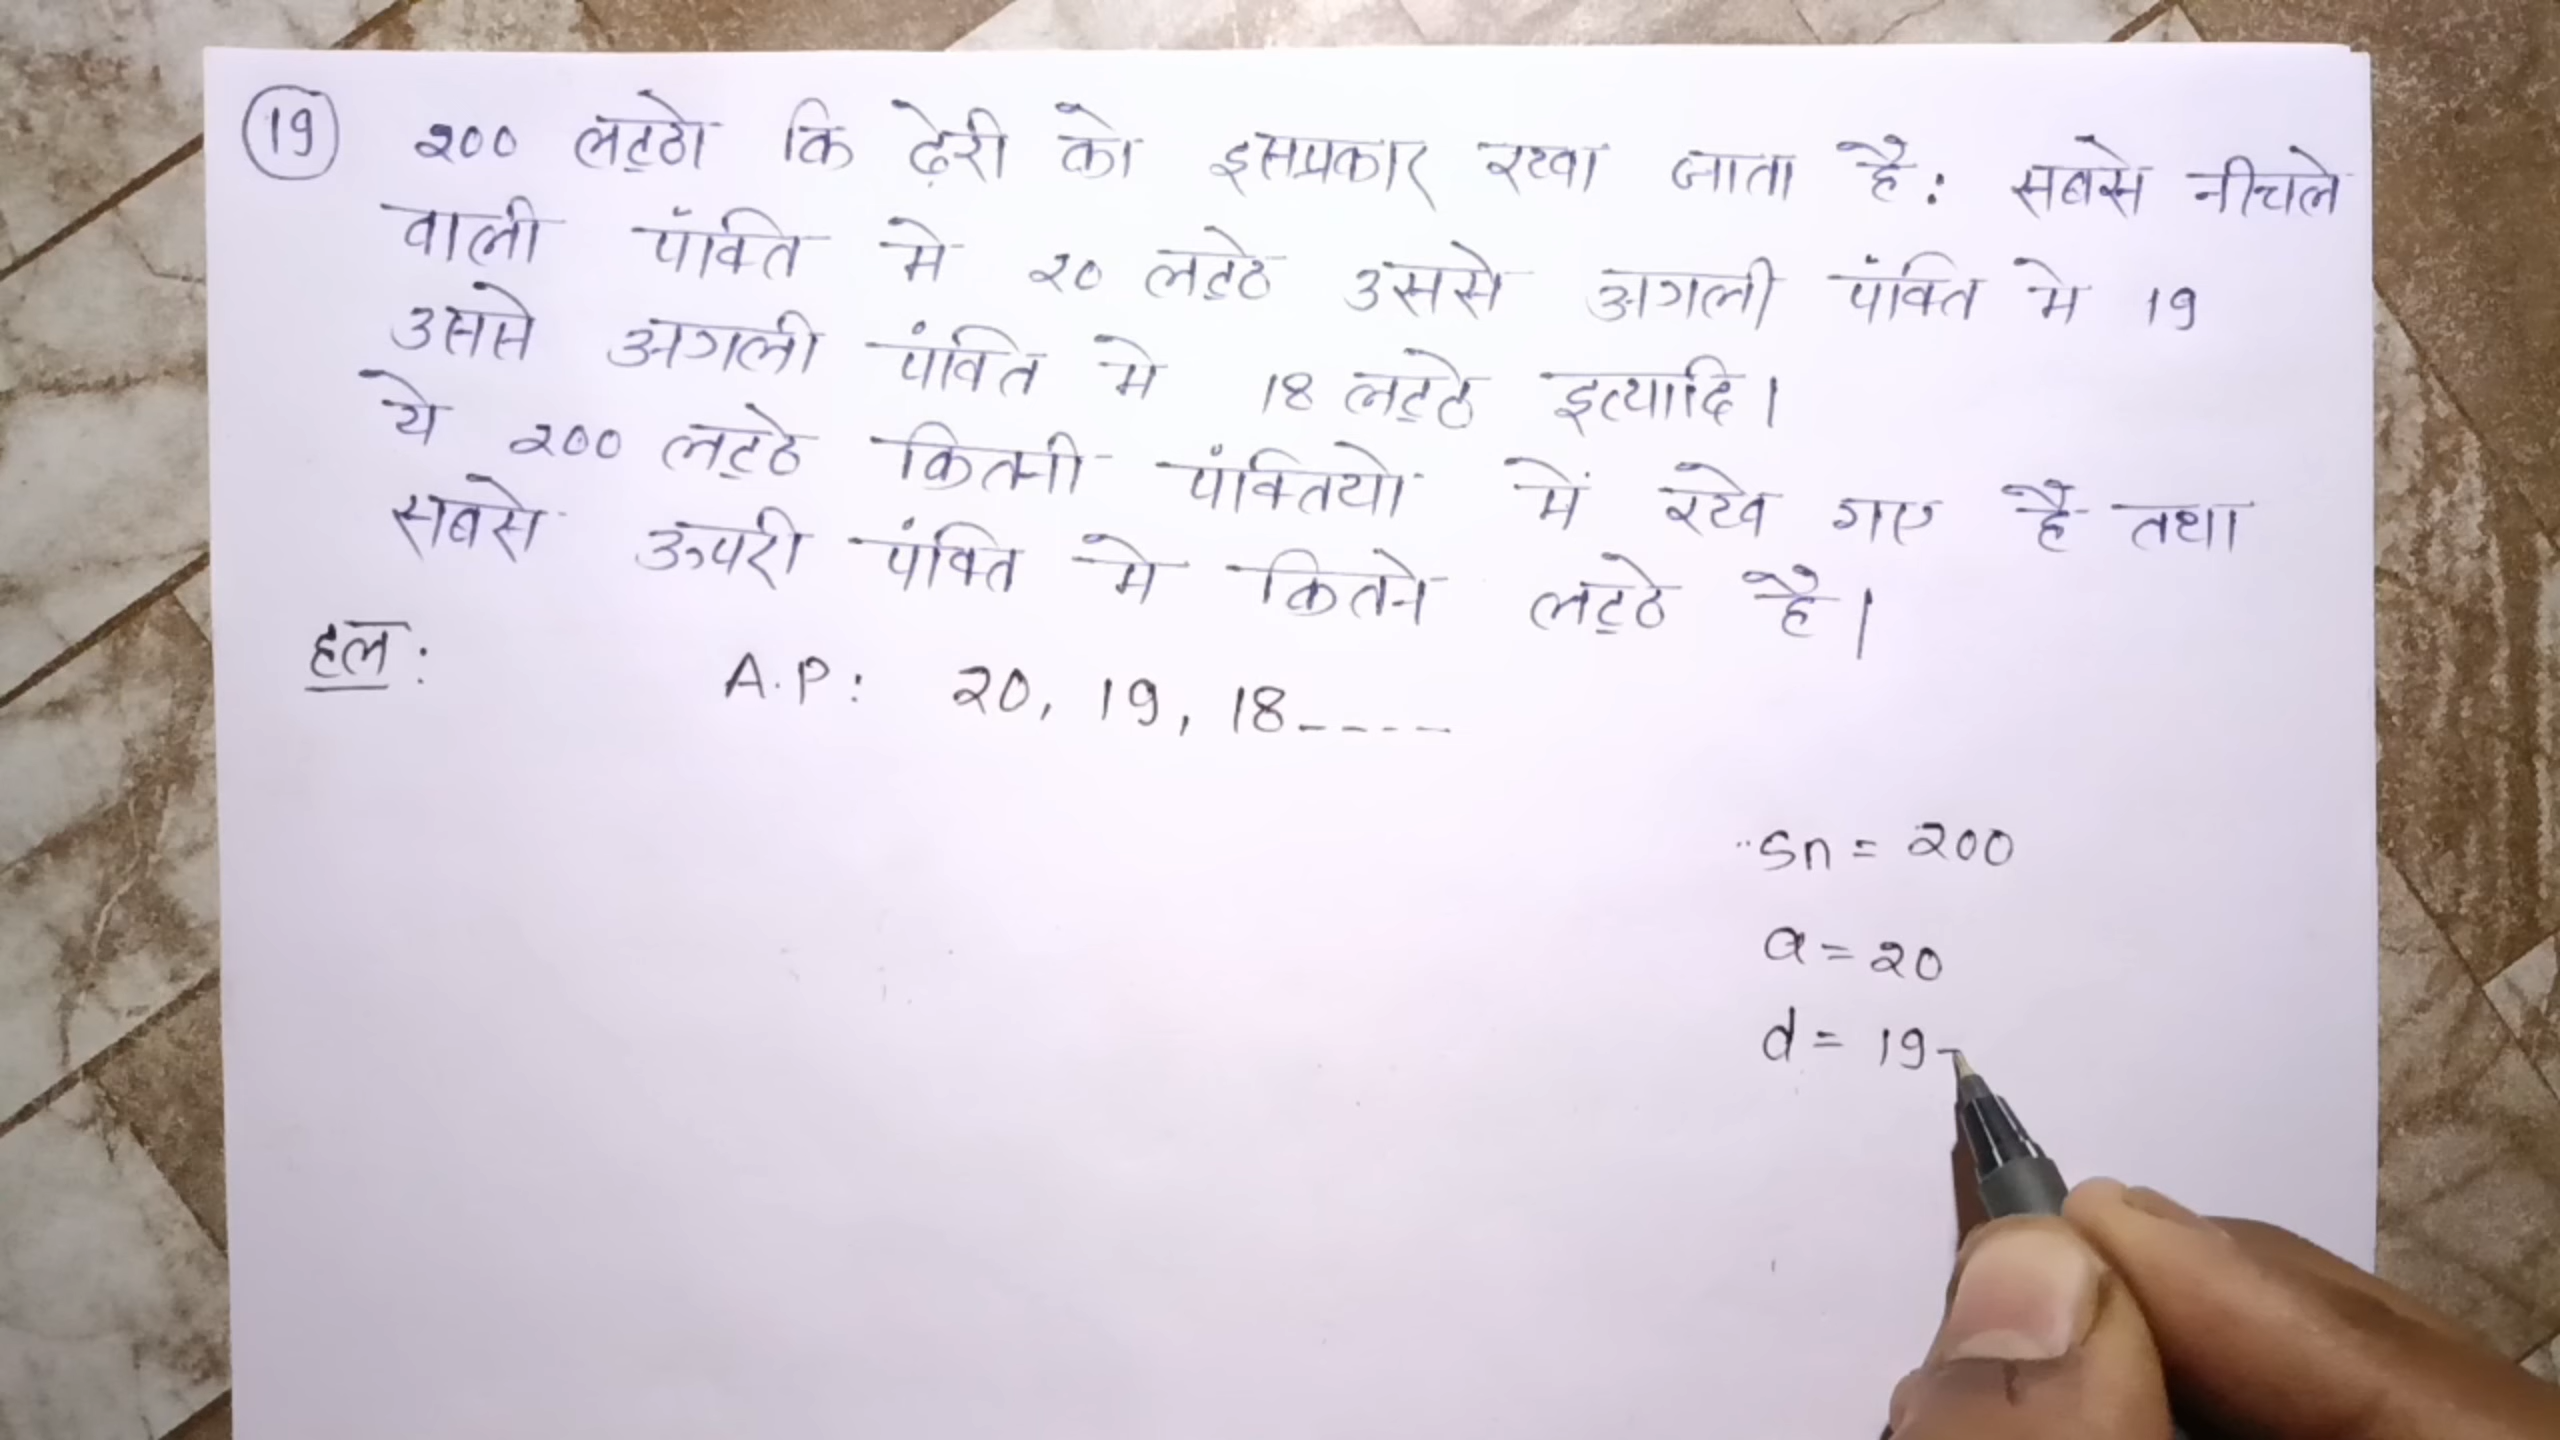 19 200 लट्ठो कि ढ़ेरी को इसप्रकार रखा जाता है: सबसे नीचले
वाली पंक्ति मे 20 लट्ठे उससे अगली पंक्ति मे 19
उससे अगली पंक्ति मे 18 लट्ठे इत्यादि।
ये 200 लट्ठे कितनी पंक्तियो में रखे गए है तथा
सबसे ऊपरी पंक्ति मे कितने लट्ठे है।
हल: A.P: 20, 19, 18-----
Sn = 200
a = 20
d = 19-